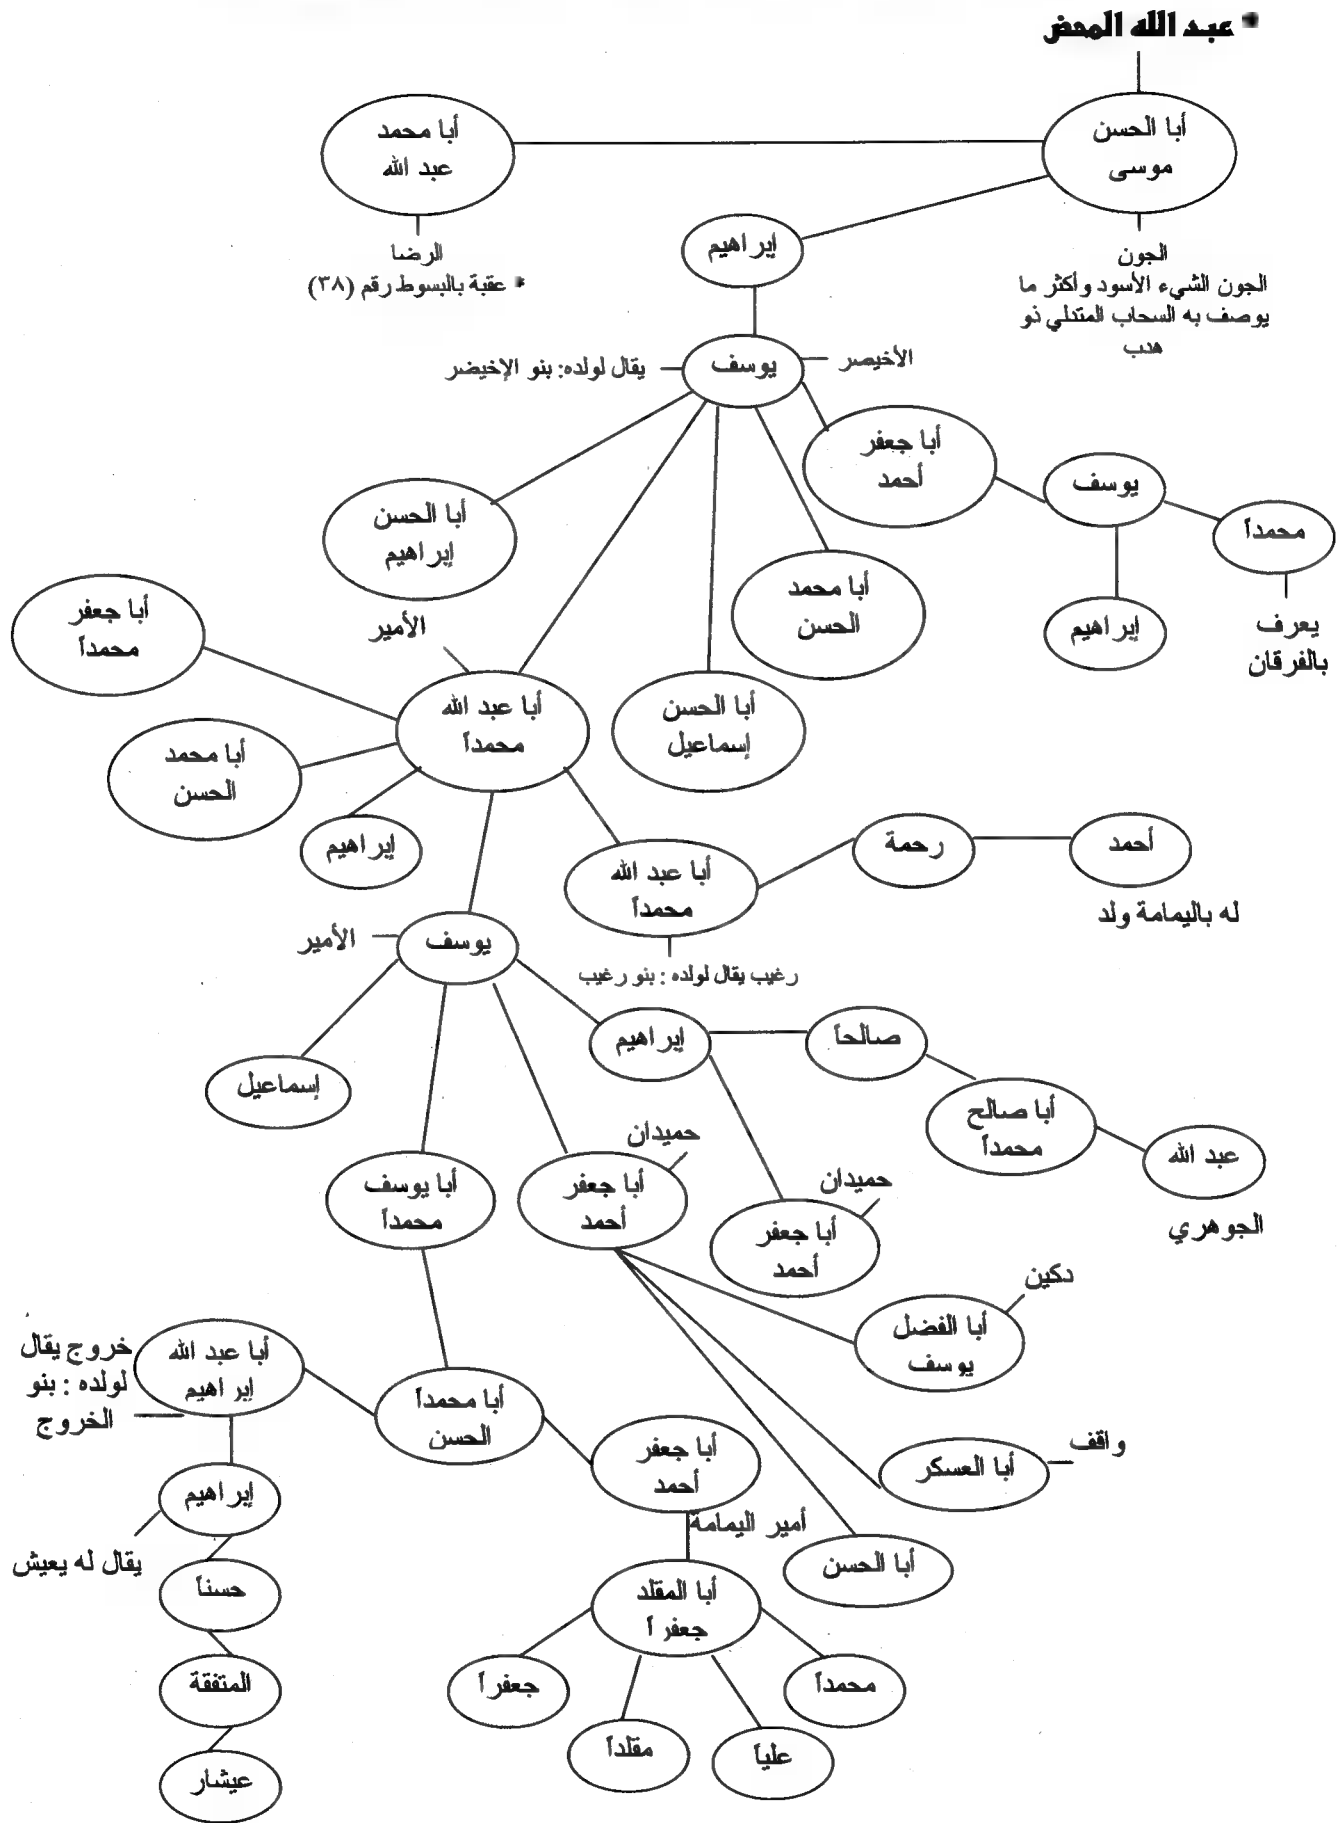 * عبد الله المحض
أبا الحسن
موسى
أبا محمد
عبد الله
الجون
الجون الشيء الأسود وأكثر ما
يوصف به السحاب المتدلي ذو
هدب
الرضا
* عقبة بالبسوط رقم (٣٨)
إبراهيم
يوسف
الأخيصر
يقال لولده: بنو الإخيضر
أبا جعفر
أحمد
يوسف
محمداً
يعرف
بالفرقان
إبراهيم
أبا محمد
الحسن
أبا الحسن
إسماعيل
أبا الحسن
إبراهيم
الأمير
أبا عبد الله
محمداً
أبا جعفر
محمداً
أبا محمد
الحسن
إبراهيم
أبا عبد الله
محمداً
رغيب يقال لولده : بنو رغيب
رحمة
أحمد
له باليمامة ولد
يوسف
الأمير
إبراهيم
صالحاً
أبا صالح
محمداً
عبد الله
الجوهري
حميدان
أبا جعفر
أحمد
حميدان
أبا جعفر
أحمد
أبا يوسف
محمداً
إسماعيل
دكين
أبا الفضل
يوسف
واقف
أبا العسكر
أبا الحسن
أبا محمداً
الحسن
أبا جعفر
أحمد
أمير اليمامة
أبا المقلد
جعفراً
محمداً
علياً
مقلداً
جعفراً
أبا عبد الله
إبراهيم
خروج يقال
لولده : بنو
الخروج
إبراهيم
يقال له يعيش
حسناً
المتفقة
عيشار